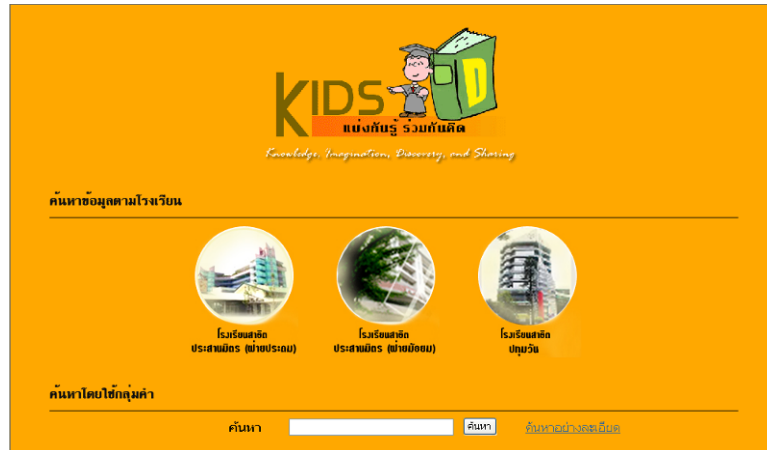 KIDS
D
แบ่งกันรู้ ร่วมกันคิด
Knowledge, Imagination, Discovery, and Sharing
ค้นหาข้อมูลตามโรงเรียน
โรงเรียนสาธิต
ประสานมิตร (ฝ่ายประถม)
โรงเรียนสาธิต
ประสานมิตร (ฝ่ายมัธยม)
โรงเรียนสาธิต
ปทุมวัน
ค้นหาโดยใช้กลุ่มคำ
ค้นหา ค้นหา ค้นหาอย่างละเอียด